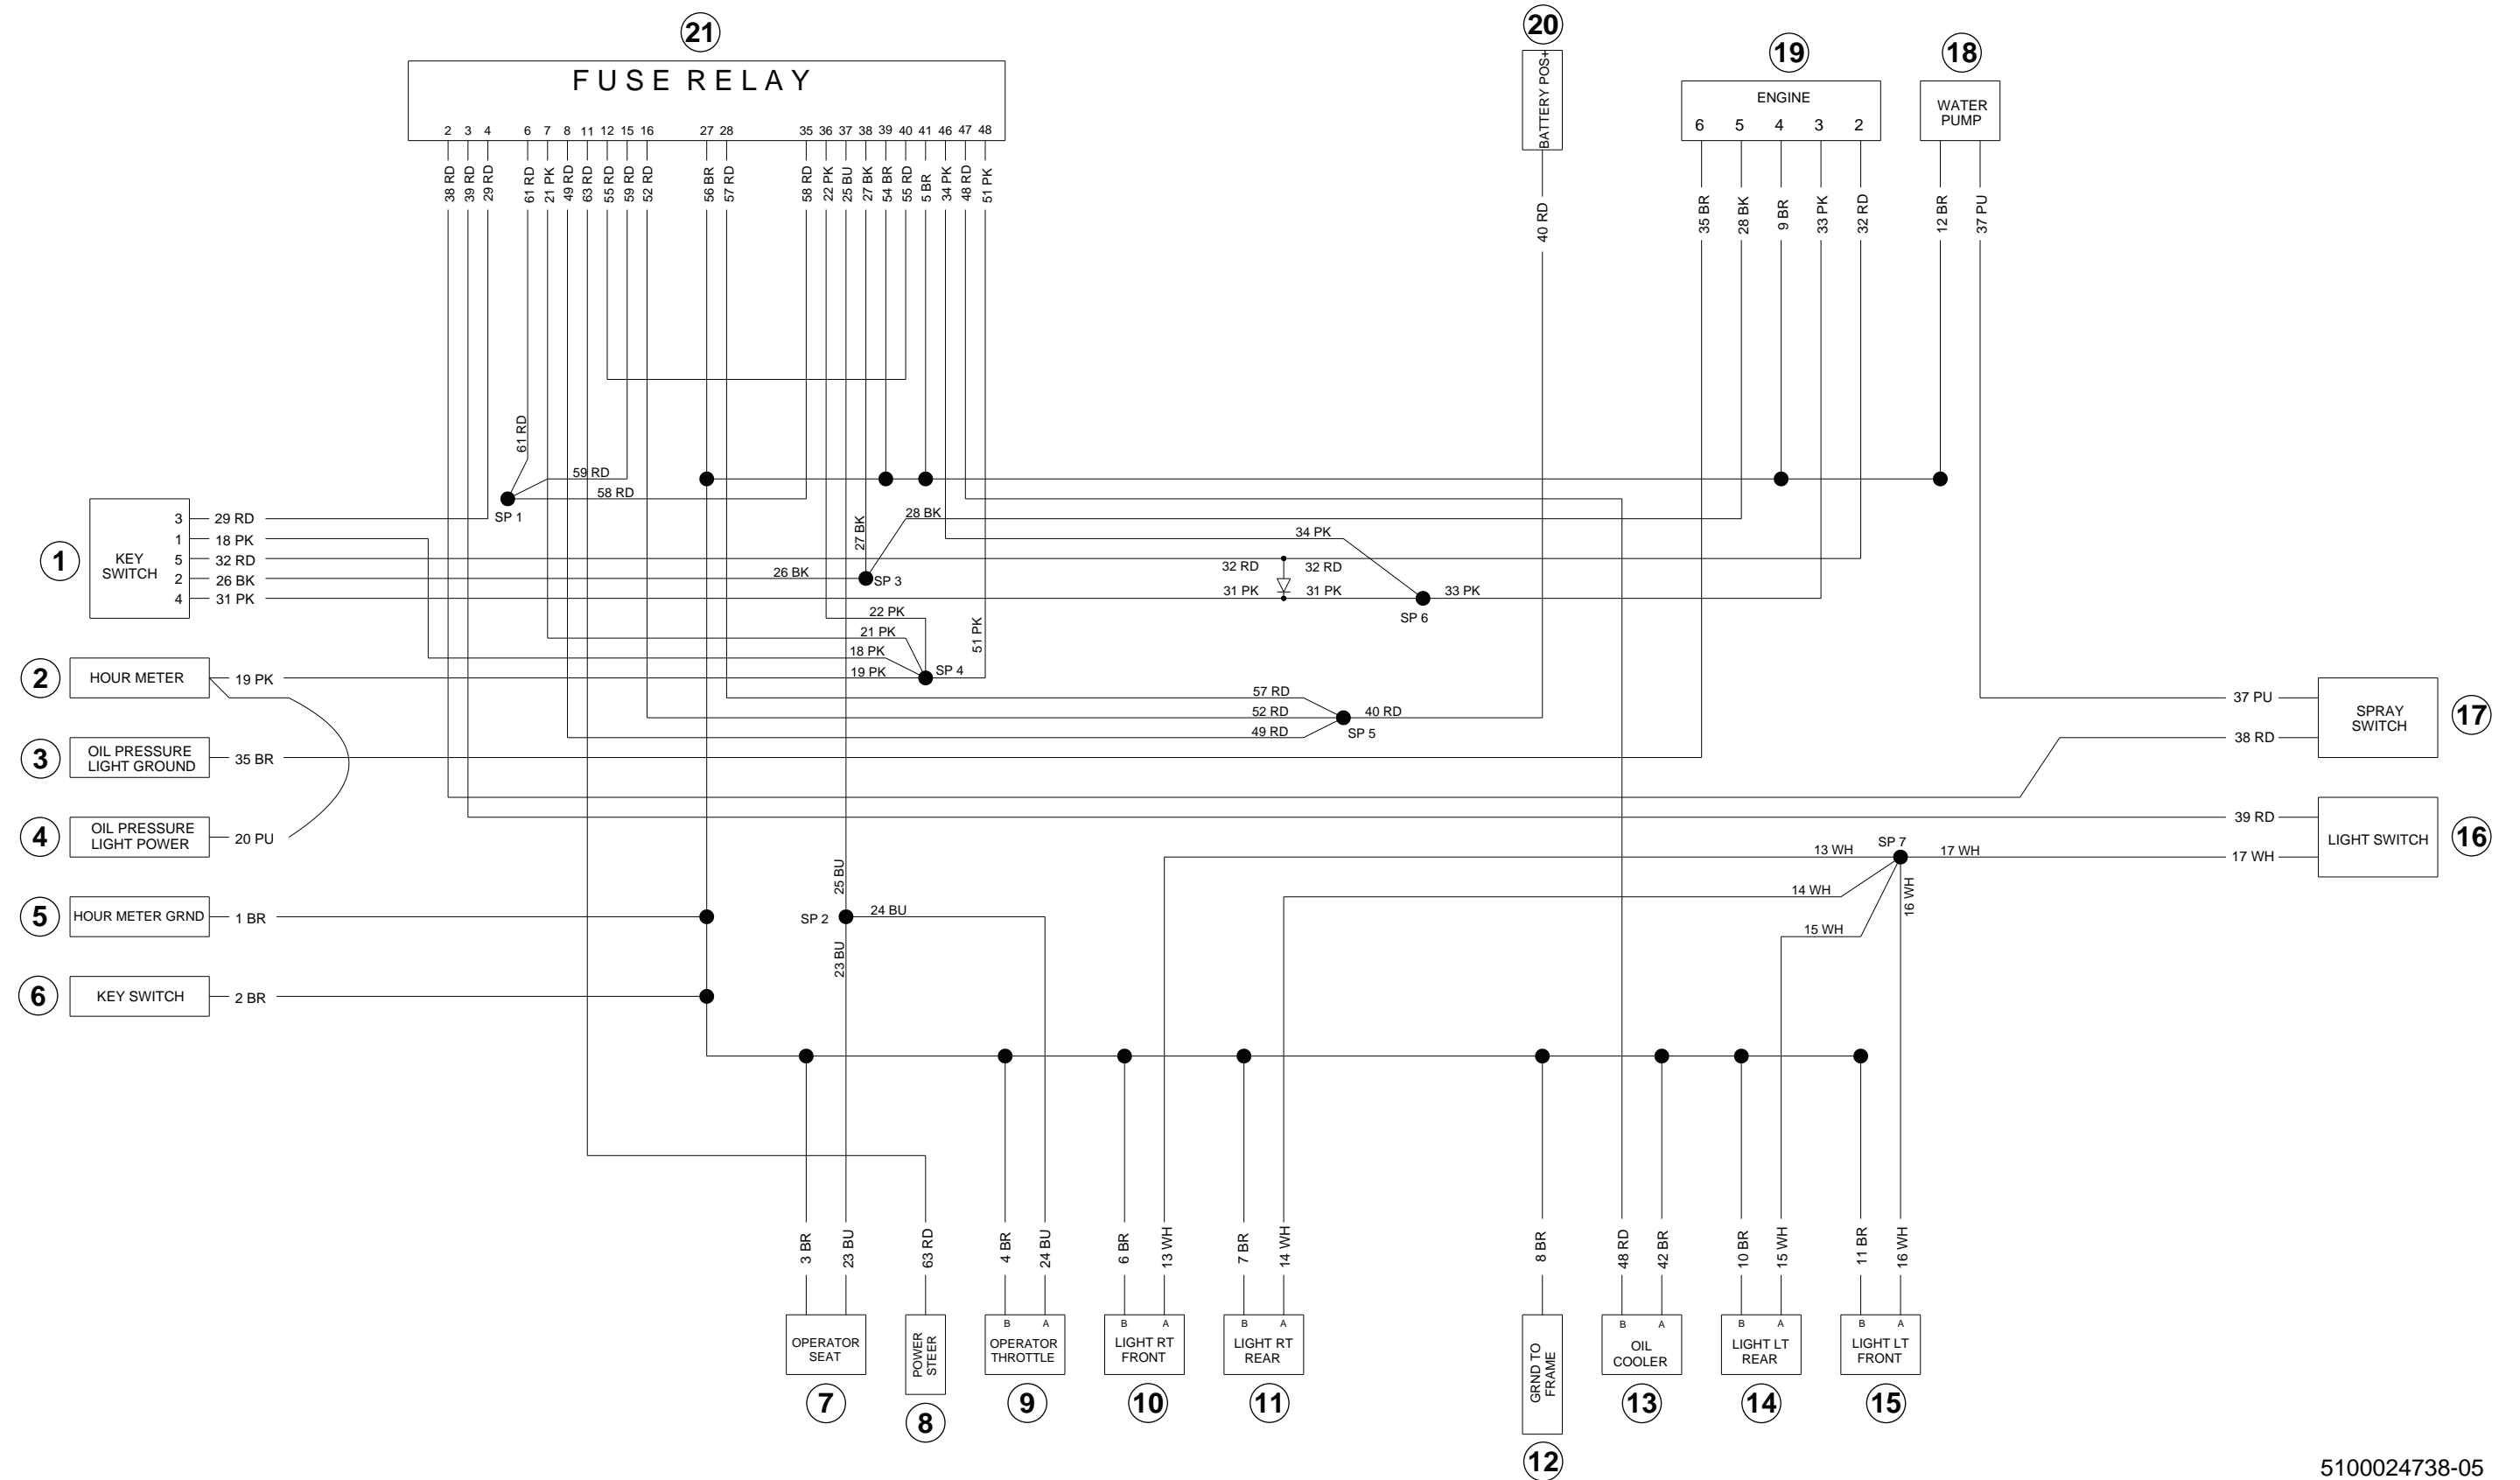 21
FUSE RELAY
2 3 4 6 7 8 11 12 15 16 27 28 35 36 37 38 39 40 41 46 47 48
38 RD
39 RD
29 RD
61 RD
21 PK
49 RD
63 RD
55 RD
59 RD
52 RD
56 BR
57 RD
58 RD
22 PK
25 BU
27 BK
54 BR
55 RD
5 BR
34 PK
48 RD
51 PK
20
BATTERY POS+
40 RD
19
ENGINE
6 5 4 3 2
35 BR
28 BK
9 BR
33 PK
32 RD
18
WATER
PUMP
12 BR
37 PU
61 RD
59 RD
58 RD
SP 1
1
KEY
SWITCH
3 29 RD
1 18 PK
5 32 RD
2 26 BK
4 31 PK
27 BK
28 BK
26 BK
SP 3
34 PK
32 RD
32 RD
31 PK
31 PK
33 PK
SP 6
22 PK
21 PK
18 PK
19 PK
SP 4
51 PK
2
HOUR METER
19 PK
57 RD
52 RD
49 RD
40 RD
SP 5
3
OIL PRESSURE
LIGHT GROUND
35 BR
4
OIL PRESSURE
LIGHT POWER
20 PU
5
HOUR METER GRND
1 BR
6
KEY SWITCH
2 BR
25 BU
SP 2
24 BU
23 BU
37 PU
38 RD
SPRAY
SWITCH
17
39 RD
17 WH
LIGHT SWITCH
16
SP 7
13 WH
17 WH
14 WH
15 WH
16 WH
3 BR
23 BU
OPERATOR
SEAT
7
63 RD
POWER
STEER
8
4 BR
24 BU
B A
OPERATOR
THROTTLE
9
6 BR
13 WH
B A
LIGHT RT
FRONT
10
7 BR
14 WH
B A
LIGHT RT
REAR
11
8 BR
GRND TO
FRAME
12
48 RD
42 BR
B A
OIL
COOLER
13
10 BR
15 WH
B A
LIGHT LT
REAR
14
11 BR
16 WH
B A
LIGHT LT
FRONT
15
5100024738-05